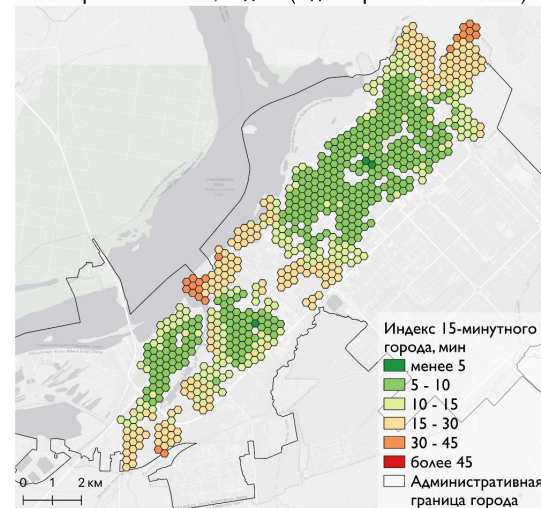 Индекс 15-минутного
города, мин
менее 5
5 - 10
10 - 15
15 - 30
30 - 45
более 45
Административная
граница города
0 1 2 км